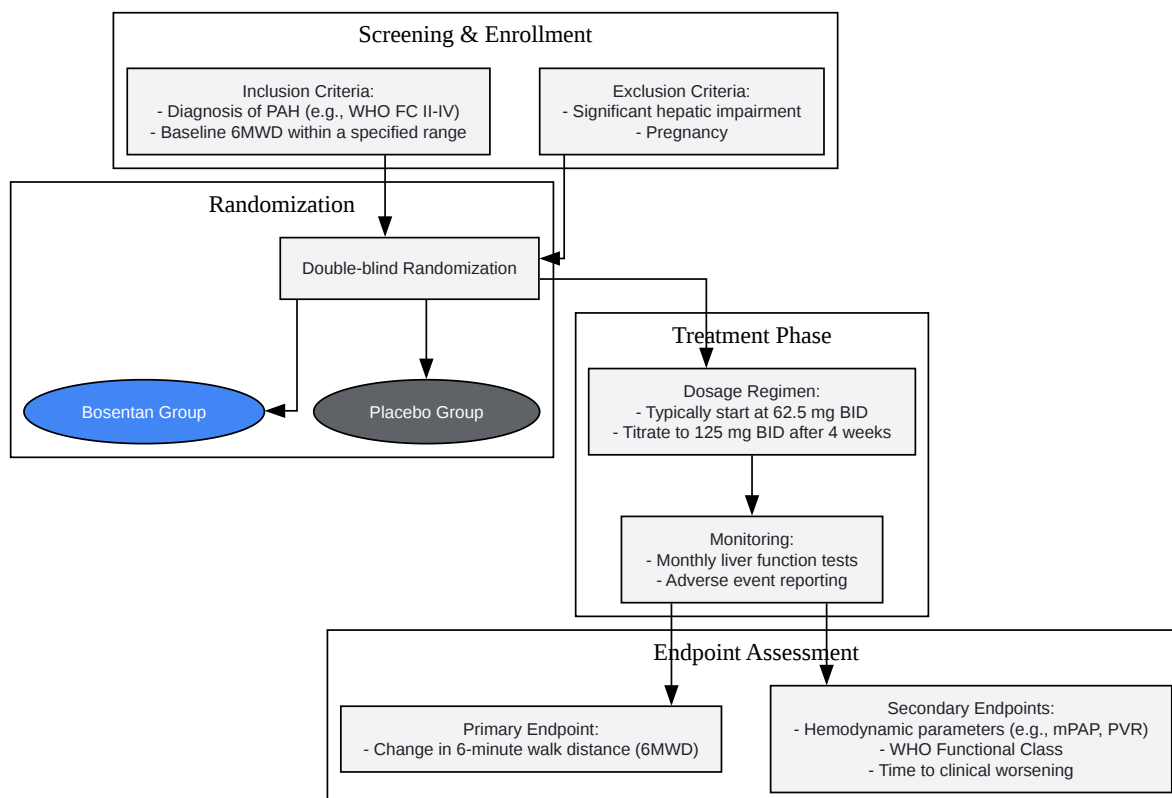 Screening & Enrollment
Inclusion Criteria:
- Diagnosis of PAH (e.g., WHO FC II-IV)
- Baseline 6MWD within a specified range
Exclusion Criteria:
- Significant hepatic impairment
- Pregnancy
Randomization
Double-blind Randomization
Bosentan Group
Placebo Group
Treatment Phase
Dosage Regimen:
- Typically start at 62.5 mg BID
- Titrate to 125 mg BID after 4 weeks
Monitoring:
- Monthly liver function tests
- Adverse event reporting
Endpoint Assessment
Primary Endpoint:
- Change in 6-minute walk distance (6MWD)
Secondary Endpoints:
- Hemodynamic parameters (e.g., mPAP, PVR)
- WHO Functional Class
- Time to clinical worsening